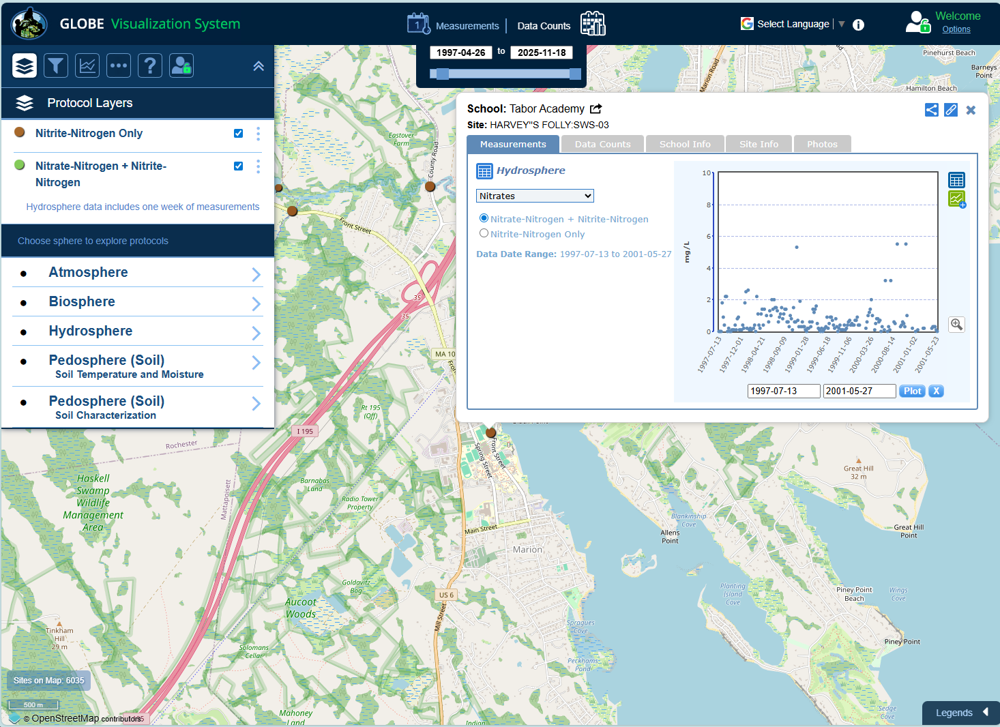 GLOBE Visualization System
1 Measurements | Data Counts
Select Language | ▼
Welcome
Options
1997-04-26 to 2025-11-18
Protocol Layers
Nitrite-Nitrogen Only
Nitrate-Nitrogen + Nitrite-
Nitrogen
Hydrosphere data includes one week of measurements
Choose sphere to explore protocols
Atmosphere
Biosphere
Hydrosphere
Pedosphere (Soil)
Soil Temperature and Moisture
Pedosphere (Soil)
Soil Characterization
School: Tabor Academy
Site: HARVEY"S FOLLY:SWS-03
Measurements
Data Counts
School Info
Site Info
Photos
Hydrosphere
Nitrates
Nitrate-Nitrogen + Nitrite-Nitrogen
Nitrite-Nitrogen Only
Data Date Range: 1997-07-13 to 2001-05-27
mg/L
10
8
6
4
2
0
1997-07-13
1997-12-01
1998-04-21
1998-09-09
1999-01-28
1999-06-18
1999-11-06
2000-03-26
2000-08-14
2001-01-02
2001-05-23
1997-07-13
2001-05-27
Plot
X
Pinehurst Beach
Barneys
Point
Hamilton Beach
Marion Road
Eastover
Farm
County Road
Front Street
35
35
MA 10
Rt 195
(Off)
I 195
Rochester
Mattapoisett
Haskell
Swamp
Wildlife
Management
Area
Barnabas
Land
Radio Tower
Property
Spring Street
Front Street
Main Street
Marion
Goldavitz
Bog
Aucoot
Woods
US 6
Mill Street
Solomans
Cellar
Tinkham
Hill
29 m
Mahoney
Land
Indian
Great Hill
32 m
Great Hill
Point
Blankinship
Cove
Allens
Point
Planting
Island
Cove
Piney Point
Beach
Wings
Cove
Piney Point
Spragues
Cove
Peckhams
Pond
Sedge
Cove
Sites on Map: 6035
500 m
© OpenStreetMap contributors
Legends